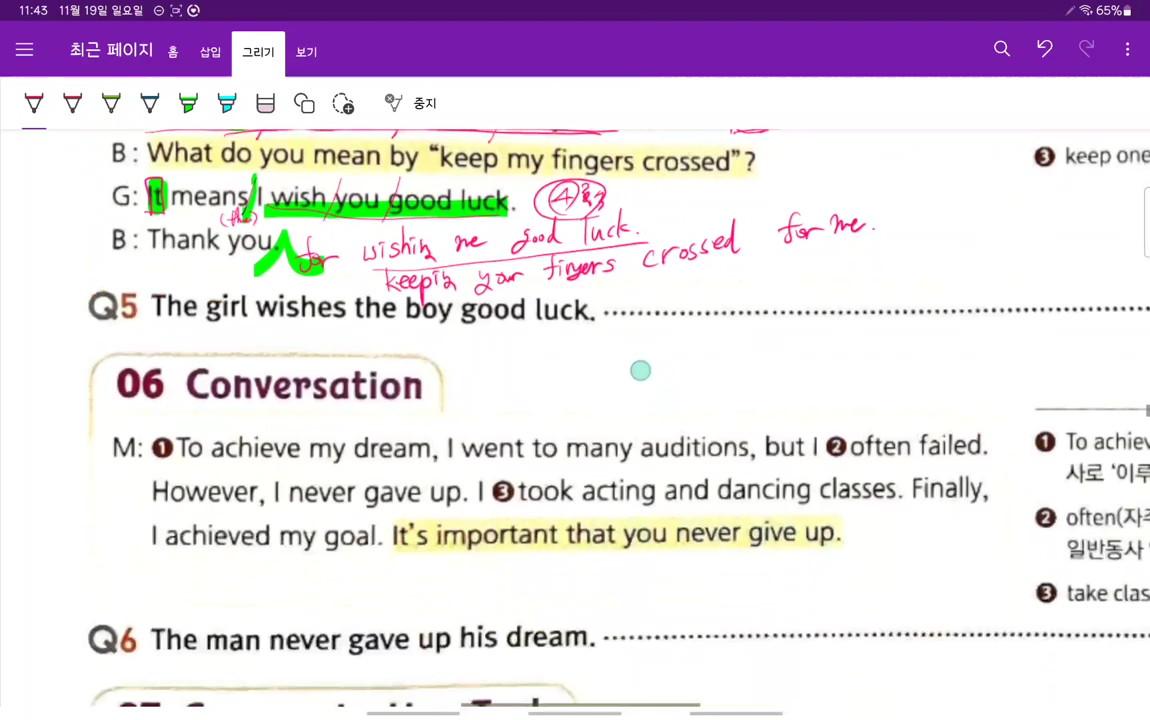 11:43 11월 19일 일요일 65%
최근 페이지 홈 삽입 그리기 보기
중지
B : What do you mean by “keep my fingers crossed”?
❸ keep one
G: It means I wish you good luck. ④
(that)
B : Thank you. for wishing me good luck.
keeping your fingers crossed for me.
Q5 The girl wishes the boy good luck.
06 Conversation
M: ❶To achieve my dream, I went to many auditions, but I ❷often failed.
However, I never gave up. I ❸took acting and dancing classes. Finally,
I achieved my goal. It’s important that you never give up.
❶ To achiev
사로 ‘이루
❷ often(자주
일반동사
❸ take clas
Q6 The man never gave up his dream.